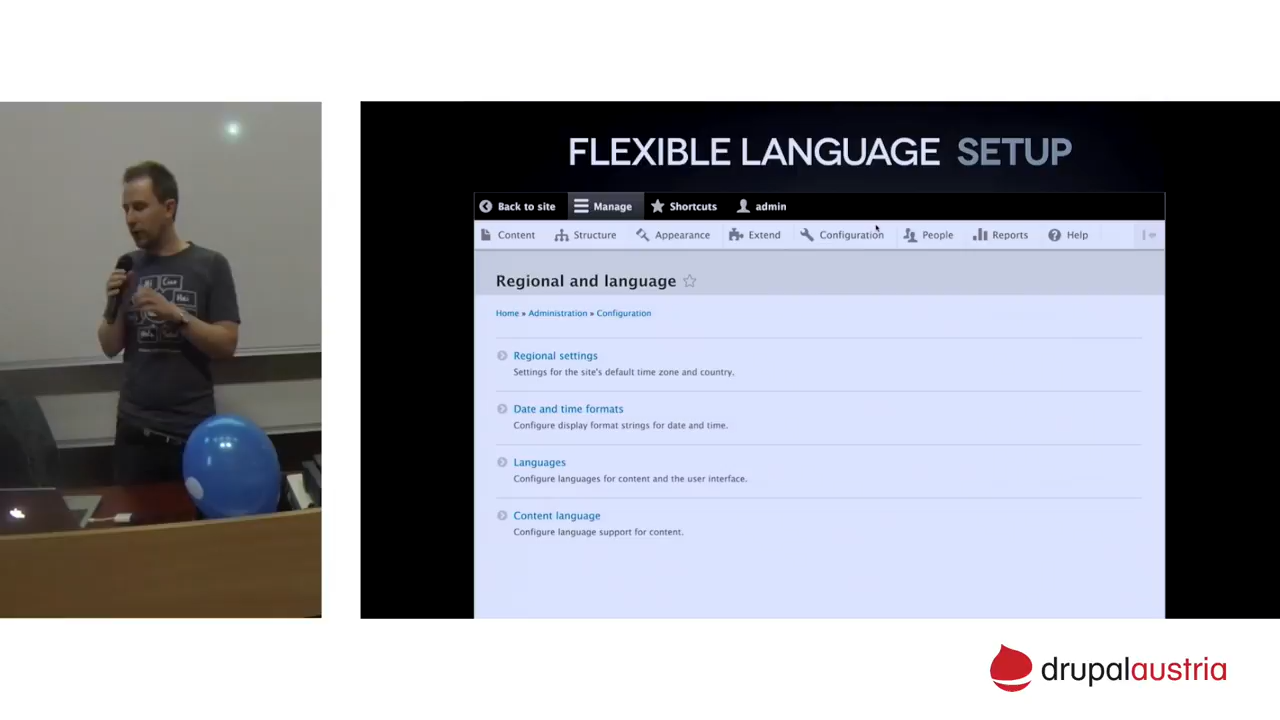 FLEXIBLE LANGUAGE SETUP
Back to site Manage Shortcuts admin
Content Structure Appearance Extend Configuration People Reports Help
Regional and language
Home » Administration » Configuration
Regional settings
Settings for the site's default time zone and country.
Date and time formats
Configure display format strings for date and time.
Languages
Configure languages for content and the user interface.
Content language
Configure language support for content.
Hi Ciao
drupalaustria